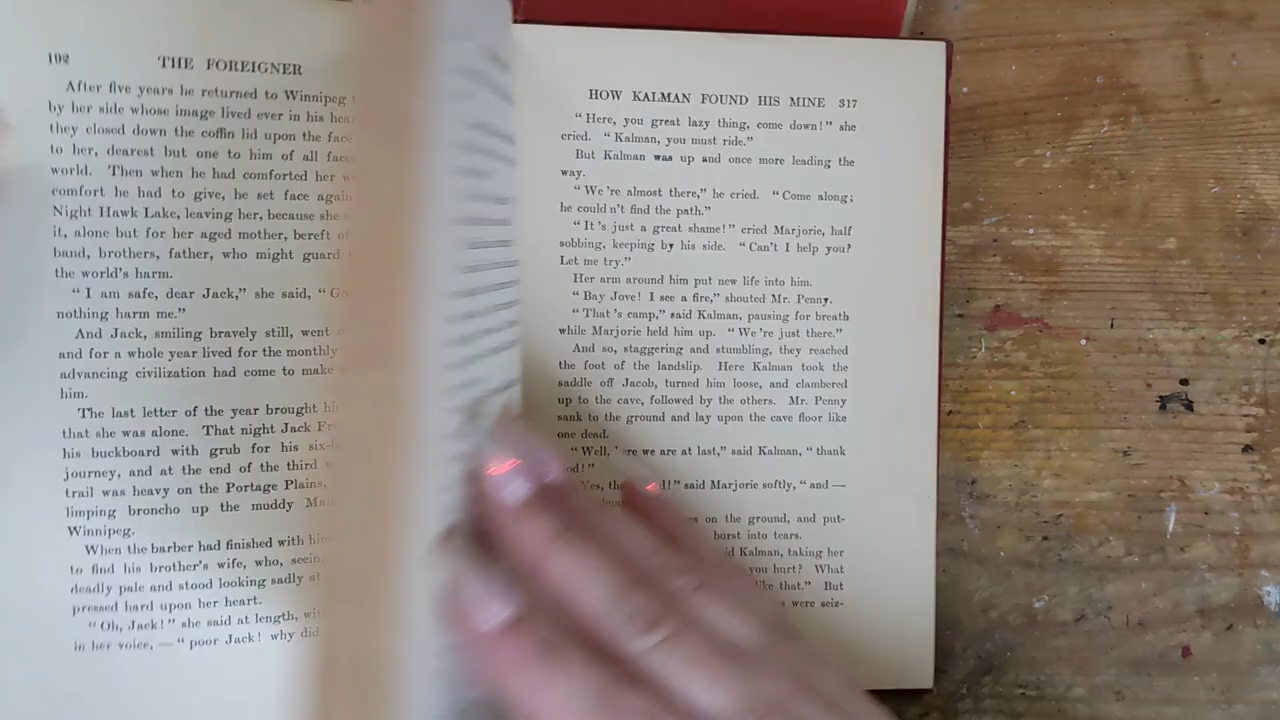 192 THE FOREIGNER
After five years he returned to Winnipeg
by her side whose image lived ever in his
they closed down the coffin lid upon the face
to her, dearest but one to him of all
world. Then when he had comforted her
comfort he had to give, he set face
Night Hawk Lake, leaving her, because she
it, alone but for her aged mother, bereft of
band, brothers, father, who might guard
the world's harm.
“ I am safe, dear Jack,” she said, “
nothing harm me.”
And Jack, smiling bravely still, went
and for a whole year lived for the monthly
advancing civilization had come to make
him.
The last letter of the year brought
that she was alone. That night Jack
his buckboard with grub for his
journey, and at the end of the third
trail was heavy on the Portage Plains,
limping broncho up the muddy
Winnipeg.
When the barber had finished with
to find his brother's wife, who,
deadly pale and stood looking sadly at
pressed hard upon her heart.
“ Oh, Jack! ” she said at length,
in her voice, — “ poor Jack! why did
HOW KALMAN FOUND HIS MINE 317
“ Here, you great lazy thing, come down! ” she
cried. “ Kalman, you must ride.”
But Kalman was up and once more leading the
way.
“ We 're almost there,” he cried. “ Come along;
he could n't find the path.”
“ It 's just a great shame! ” cried Marjorie, half
sobbing, keeping by his side. “ Can't I help you?
Let me try.”
Her arm around him put new life into him.
“ Bay Jove! I see a fire,” shouted Mr. Penny.
“ That 's camp,” said Kalman, pausing for breath
while Marjorie held him up. “ We 're just there.”
And so, staggering and stumbling, they reached
the foot of the landslip. Here Kalman took the
saddle off Jacob, turned him loose, and clambered
up to the cave, followed by the others. Mr. Penny
sank to the ground and lay upon the cave floor like
one dead.
“ Well, we are at last,” said Kalman, “ thank
said Marjorie softly, “ and —
on the ground, and put-
burst into tears.
Kalman, taking her
you hurt? What
like that.” But
were seiz-